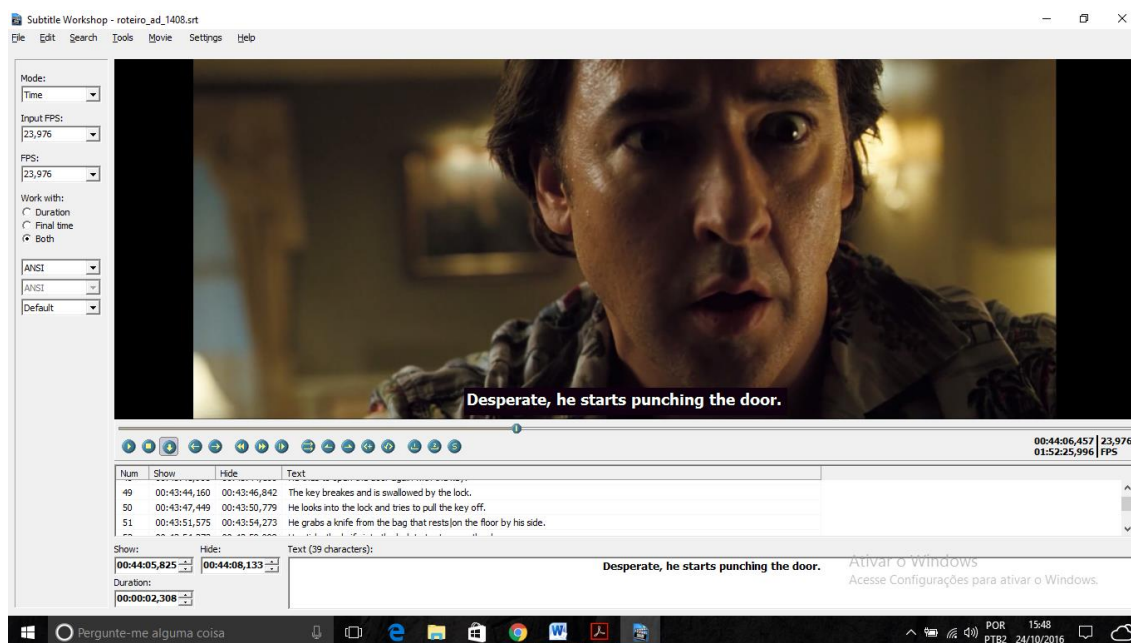 Subtitle Workshop - roteiro_ad_1408.srt
File Edit Search Tools Movie Settings Help
Mode:
Time
Input FPS:
23,976
FPS:
23,976
Work with:
Duration
Final time
Both
ANSI
ANSI
Default
Desperate, he starts punching the door.
00:44:06,457 23,976
01:52:25,996 FPS
Num Show Hide Text
49 00:43:44,160 00:43:46,842 The key breakes and is swallowed by the lock.
50 00:43:47,449 00:43:50,779 He looks into the lock and tries to pull the key off.
51 00:43:51,575 00:43:54,273 He grabs a knife from the bag that rests|on the floor by his side.
Show: Hide: Text (39 characters):
00:44:05,825 00:44:08,133 Desperate, he starts punching the door.
Duration:
00:00:02,308
Ativar o Windows
Acesse Configurações para ativar o Windows.
Pergunte-me alguma coisa
POR 15:48
PTB2 24/10/2016